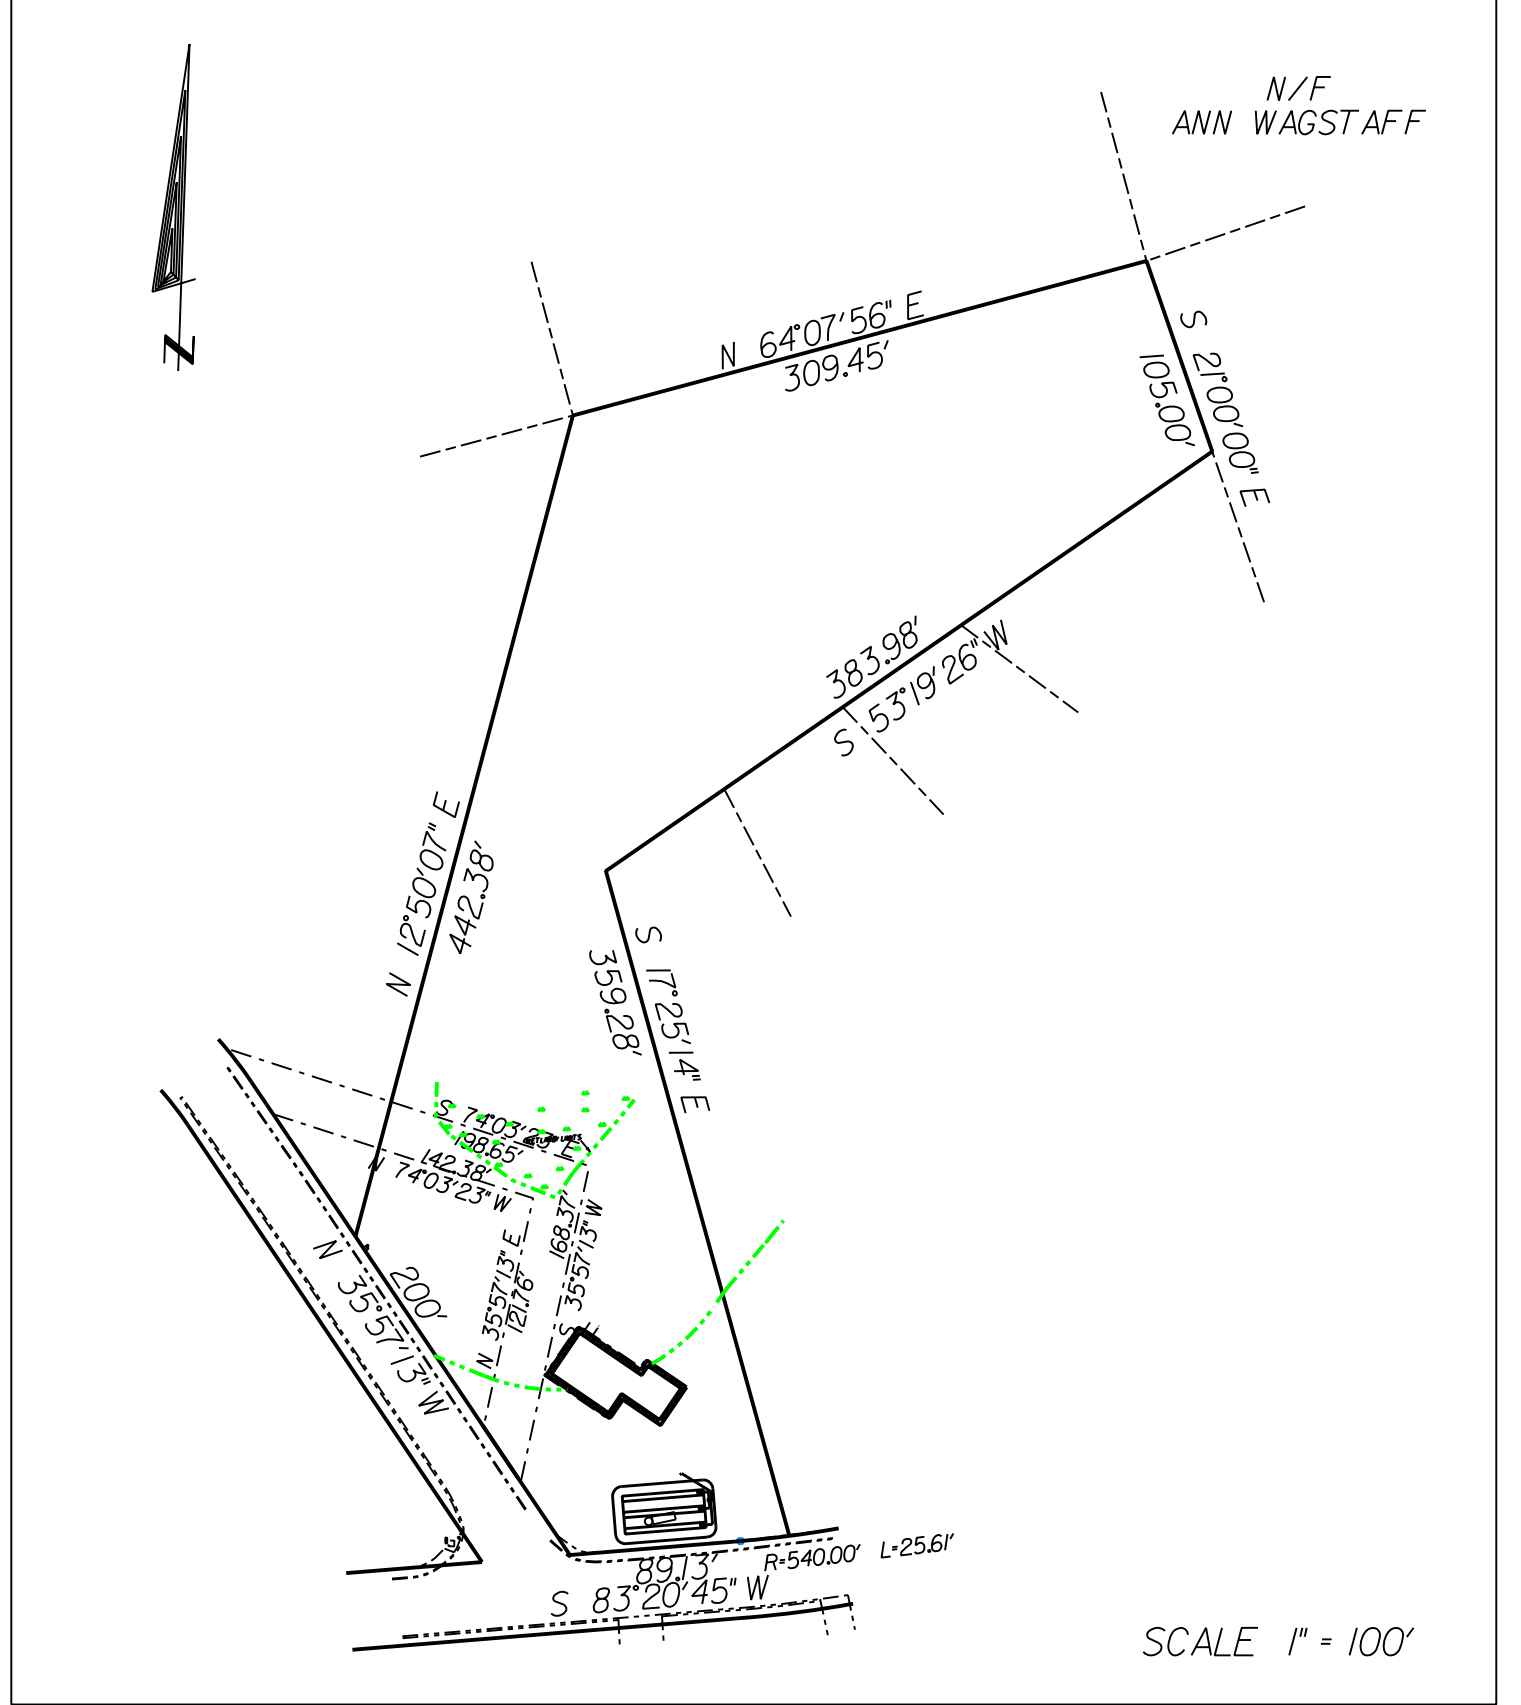 N/F
ANN WAGSTAFF
N 64°07'56" E
309.45'
S 21°00'00" E
105.00'
383.98'
S 53°19'26" W
N 12°50'07" E
442.38'
S 17°25'14" E
359.28'
S 74°03'23" E
198.65'
WETLAND LIMITS
142.38'
N 74°03'23" W
168.37'
S 35°57'13" W
N 35°57'13" E
121.76'
200'
N 35°57'13" W
R=540.00' L=25.61'
89.13'
S 83°20'45" W
SCALE 1" = 100'
N